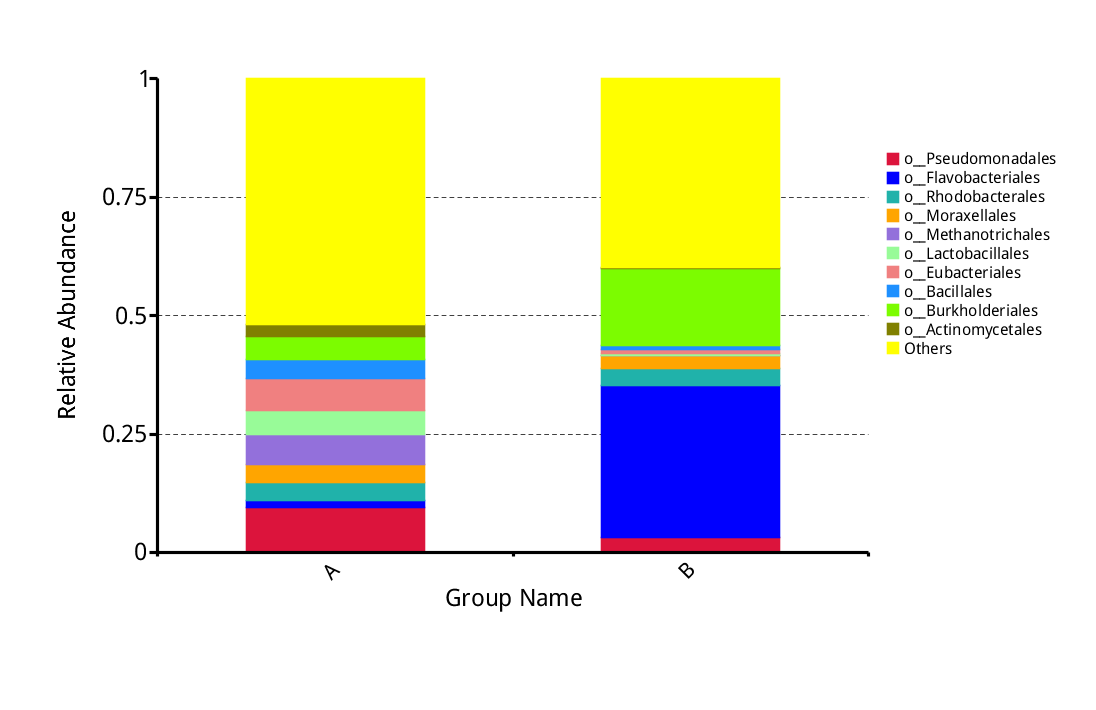 1
0.75
0.5
0.25
0
Relative Abundance
A
B
Group Name
o__Pseudomonadales
o__Flavobacteriales
o__Rhodobacterales
o__Moraxellales
o__Methanotrichales
o__Lactobacillales
o__Eubacteriales
o__Bacillales
o__Burkholderiales
o__Actinomycetales
Others